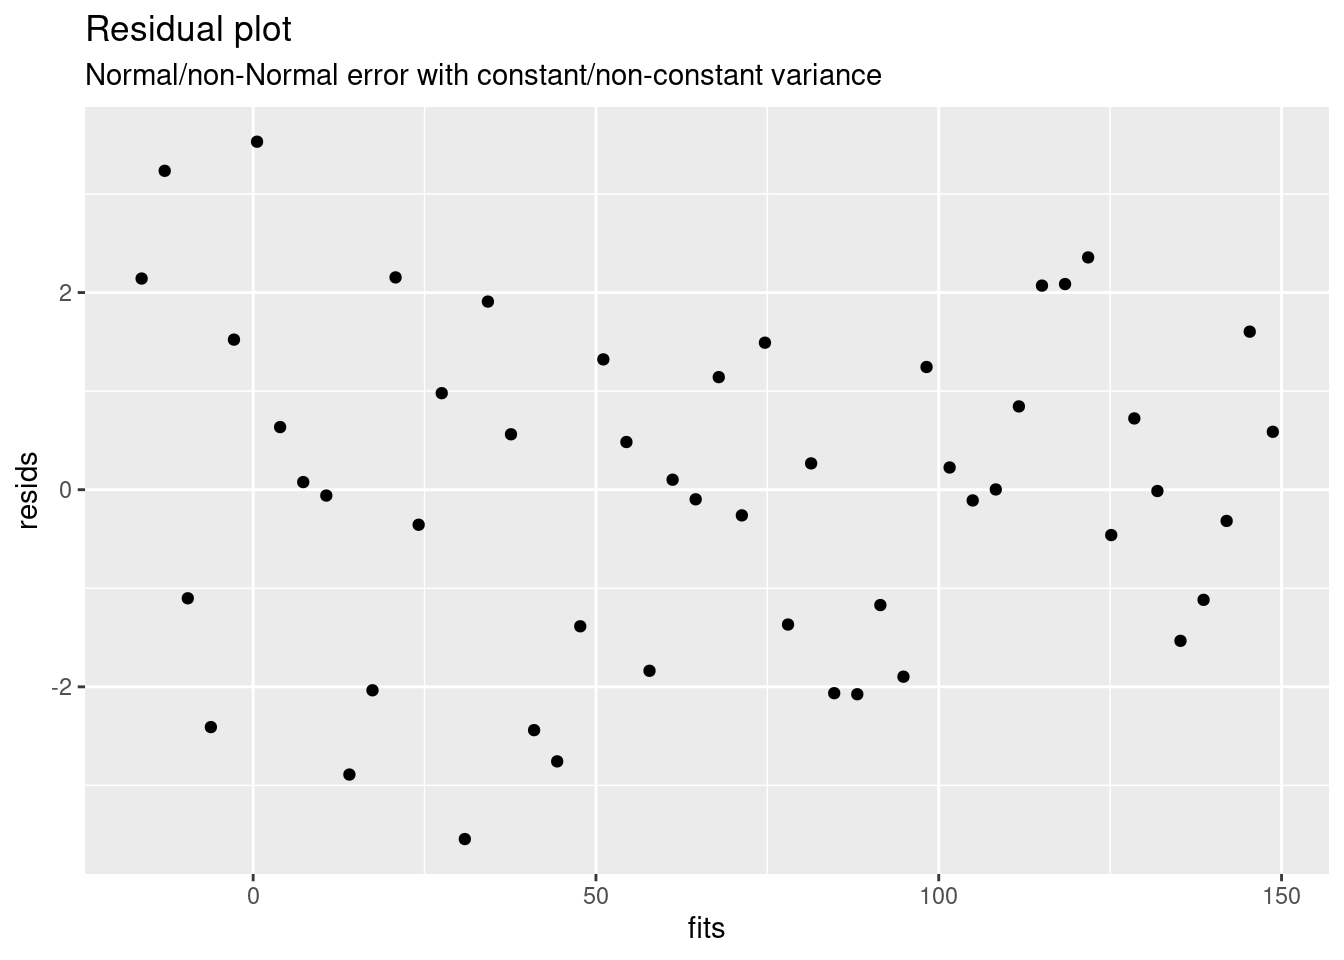 Residual plot
Normal/non-Normal error with constant/non-constant variance
2
0
-2
resids
0 50 100 150
fits